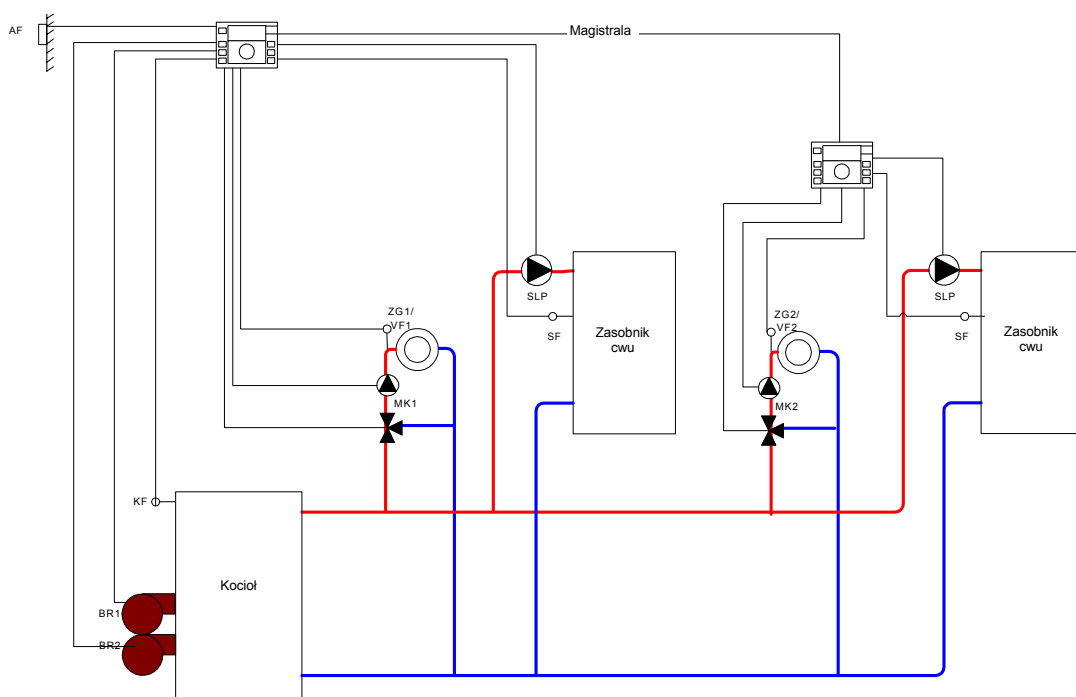 AF
Magistrala
SLP
SLP
ZG1/
VF1
ZG2/
VF2
SF
SF
Zasobnik
cwu
Zasobnik
cwu
MK1
MK2
KF
Kocioł
BR1
BR2